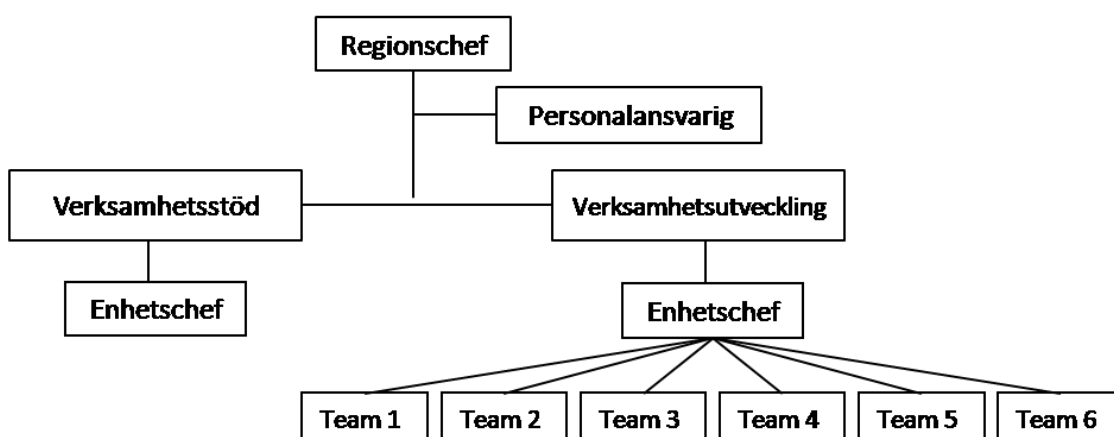 Regionschef
Personalansvarig
Verksamhetsstöd
Verksamhetsutveckling
Enhetschef
Enhetschef
Team 1
Team 2
Team 3
Team 4
Team 5
Team 6